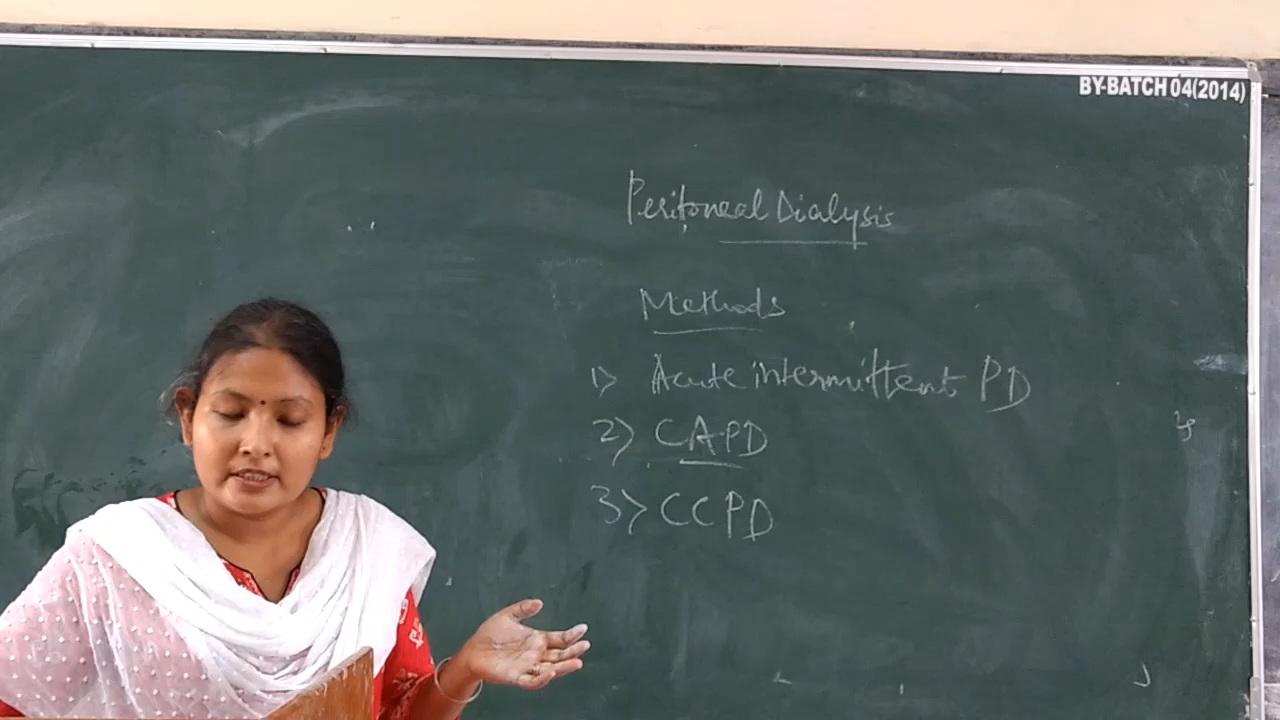 BY-BATCH 04(2014)
Peritoneal Dialysis
Methods
1> Acute intermittent PD
2> CAPD
3> CCPD